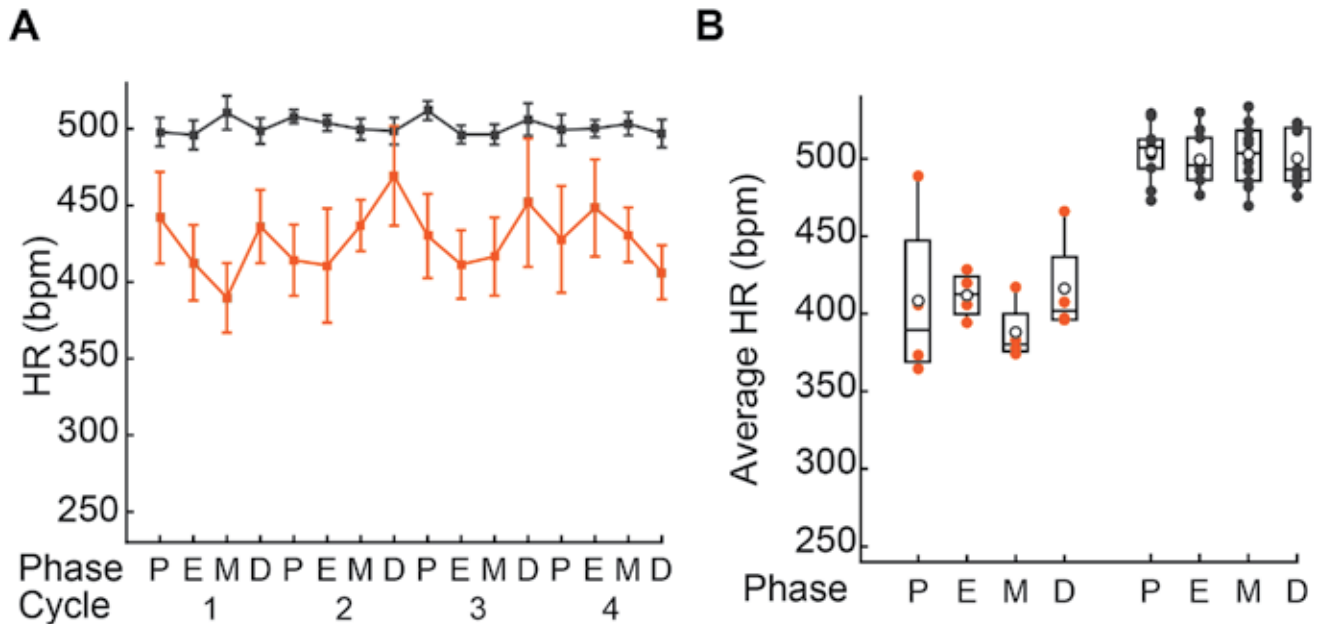 A
HR (bpm)
500
450
400
350
300
250
Phase P E M D P E M D P E M D P E M D
Cycle 1 2 3 4
B
Average HR (bpm)
500
450
400
350
300
250
Phase P E M D P E M D